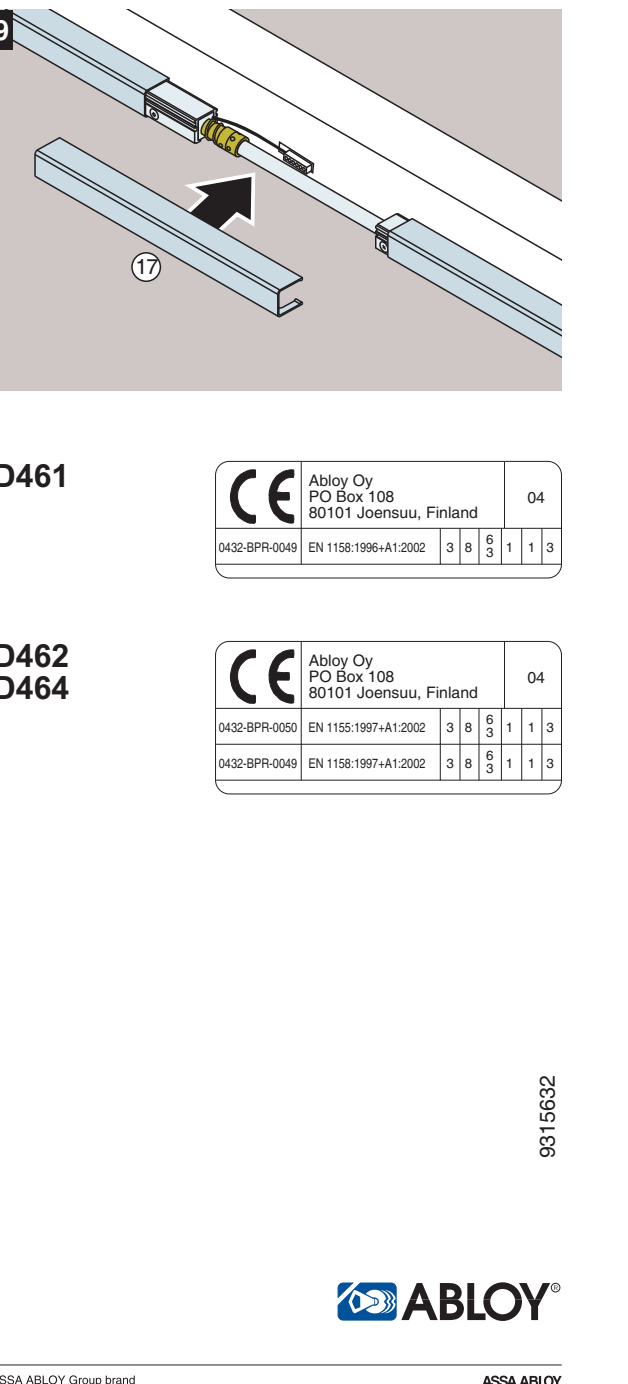 9
17
D461
CE
Abloy Oy
PO Box 108
80101 Joensuu, Finland
04
0432-BPR-0049 EN 1158:1996+A1:2002 3 8 6 3 1 1 3
D462
D464
CE
Abloy Oy
PO Box 108
80101 Joensuu, Finland
04
0432-BPR-0050 EN 1155:1997+A1:2002 3 8 6 3 1 1 3
0432-BPR-0049 EN 1158:1997+A1:2002 3 8 6 3 1 1 3
9315632
ABLOY®
SSA ABLOY Group brand
ASSA ABLOY